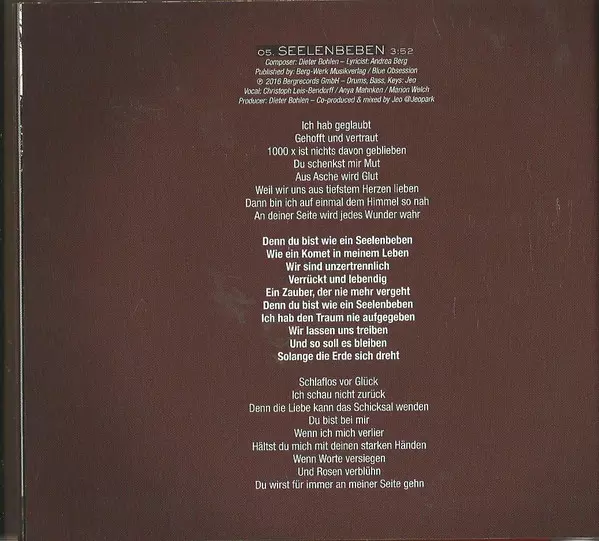 05. SEELENBEBEN 3:52
Composer: Dieter Bohlen – Lyricist: Andrea Berg
Published by: Berg-Werk Musikverlag / Blue Obsession
℗ 2016 Bergrecords GmbH – Drums, Bass, Keys: Jeo
Vocal: Christoph Leis-Bendorff / Anya Mahnken / Marion Welch
Producer: Dieter Bohlen – Co-produced & mixed by Jeo @Jeopark
Ich hab geglaubt
Gehofft und vertraut
1000 x ist nichts davon geblieben
Du schenkst mir Mut
Aus Asche wird Glut
Weil wir uns aus tiefstem Herzen lieben
Dann bin ich auf einmal dem Himmel so nah
An deiner Seite wird jedes Wunder wahr
Denn du bist wie ein Seelenbeben
Wie ein Komet in meinem Leben
Wir sind unzertrennlich
Verrückt und lebendig
Ein Zauber, der nie mehr vergeht
Denn du bist wie ein Seelenbeben
Ich hab den Traum nie aufgegeben
Wir lassen uns treiben
Und so soll es bleiben
Solange die Erde sich dreht
Schlaflos vor Glück
Ich schau nicht zurück
Denn die Liebe kann das Schicksal wenden
Du bist bei mir
Wenn ich mich verlier
Hältst du mich mit deinen starken Händen
Wenn Worte versiegen
Und Rosen verblühn
Du wirst für immer an meiner Seite gehn